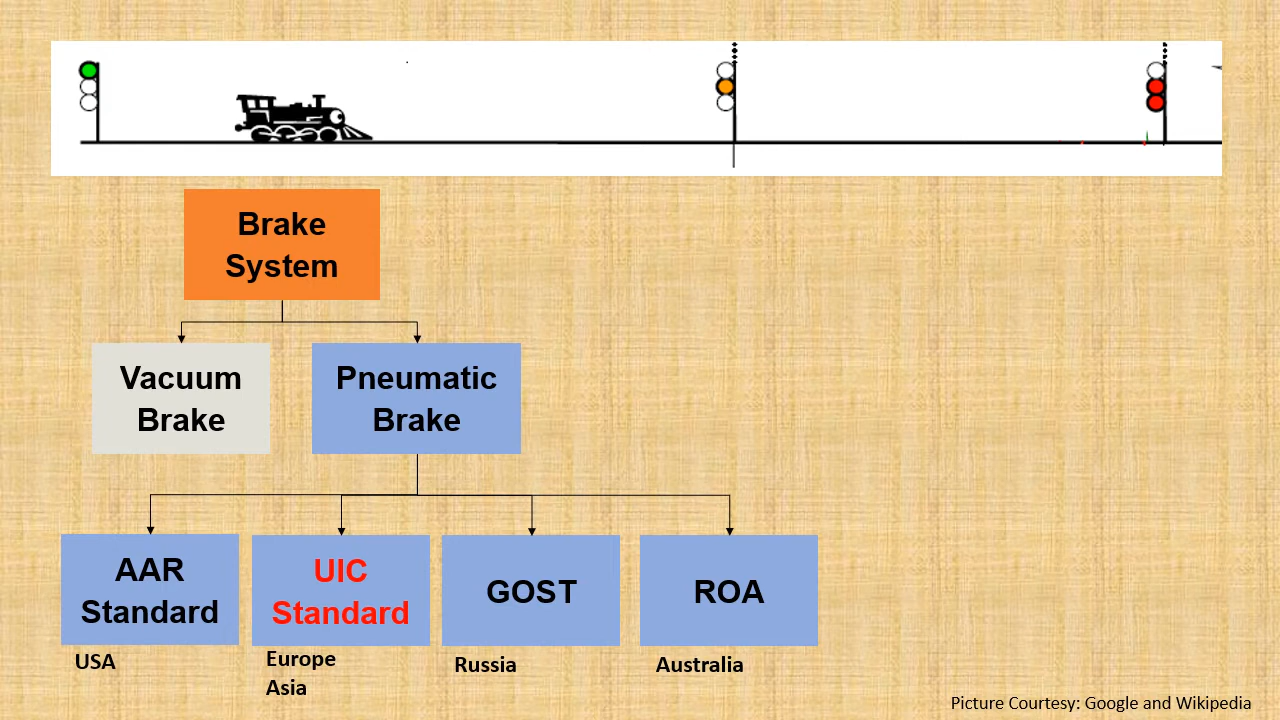 Brake
System
Vacuum
Brake
Pneumatic
Brake
AAR
Standard
UIC
Standard
GOST
ROA
USA
Europe
Asia
Russia
Australia
Picture Courtesy: Google and Wikipedia